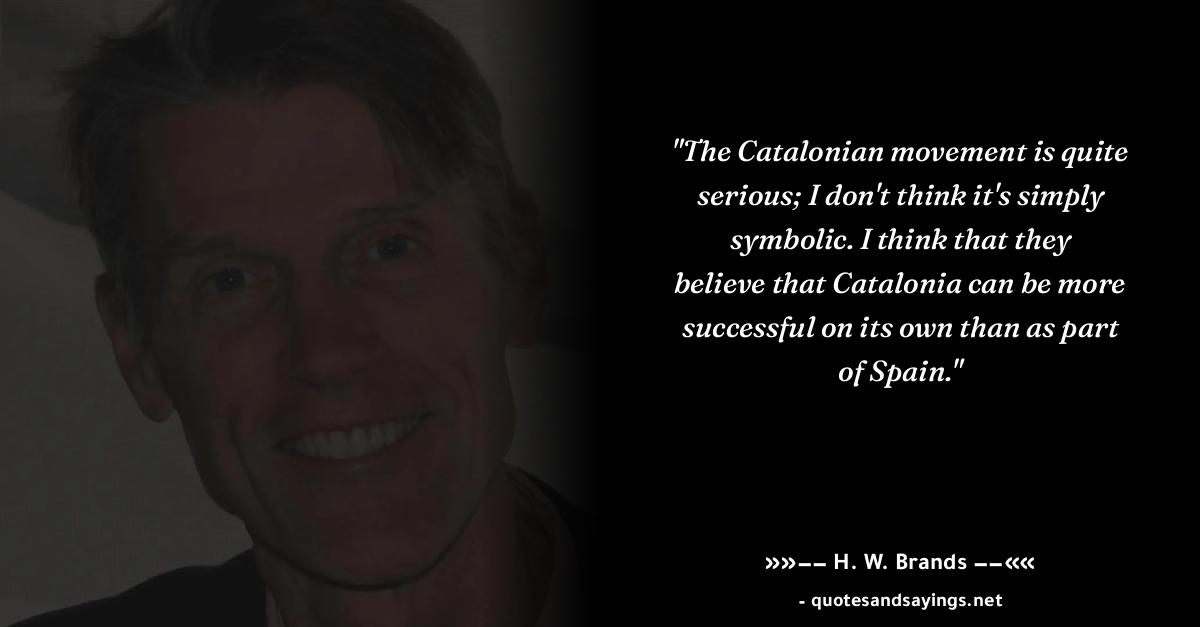 "The Catalonian movement is quite
serious; I don't think it's simply
symbolic. I think that they
believe that Catalonia can be more
successful on its own than as part
of Spain."
»»–– H. W. Brands ––««
- quotesandsayings.net